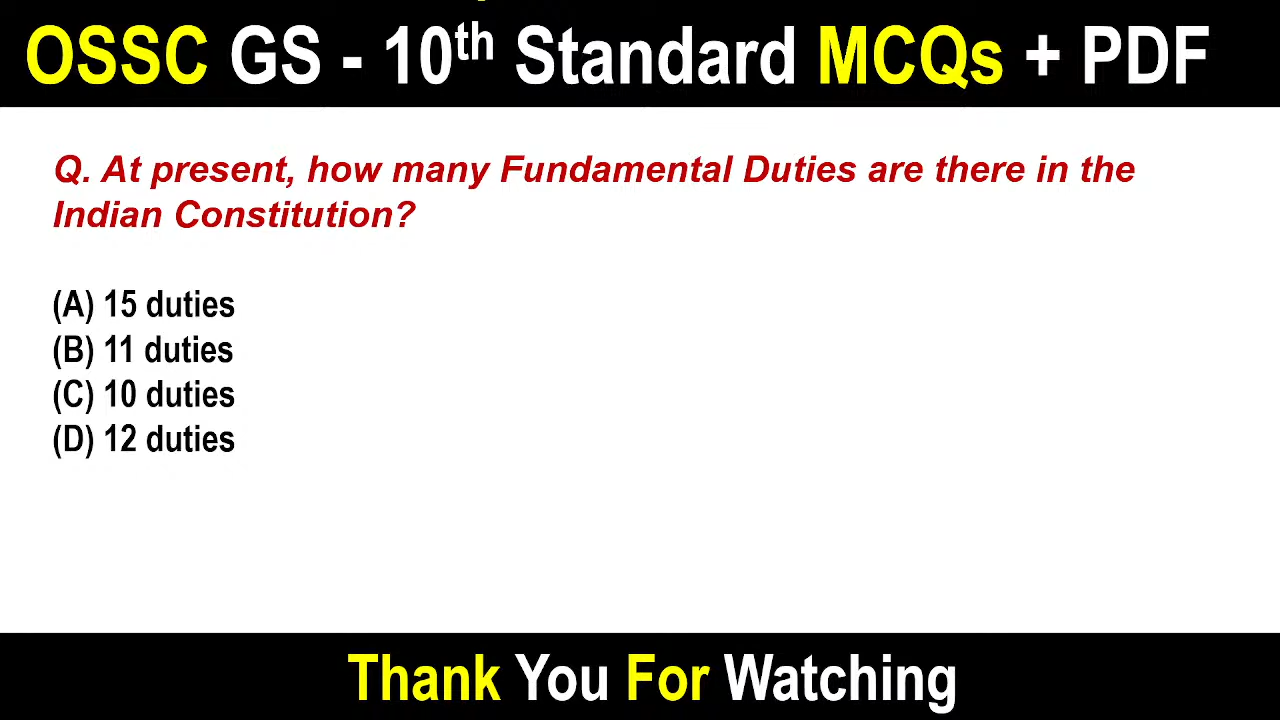 OSSC GS - 10th Standard MCQs + PDF
Q. At present, how many Fundamental Duties are there in the
Indian Constitution?
(A) 15 duties
(B) 11 duties
(C) 10 duties
(D) 12 duties
Thank You For Watching